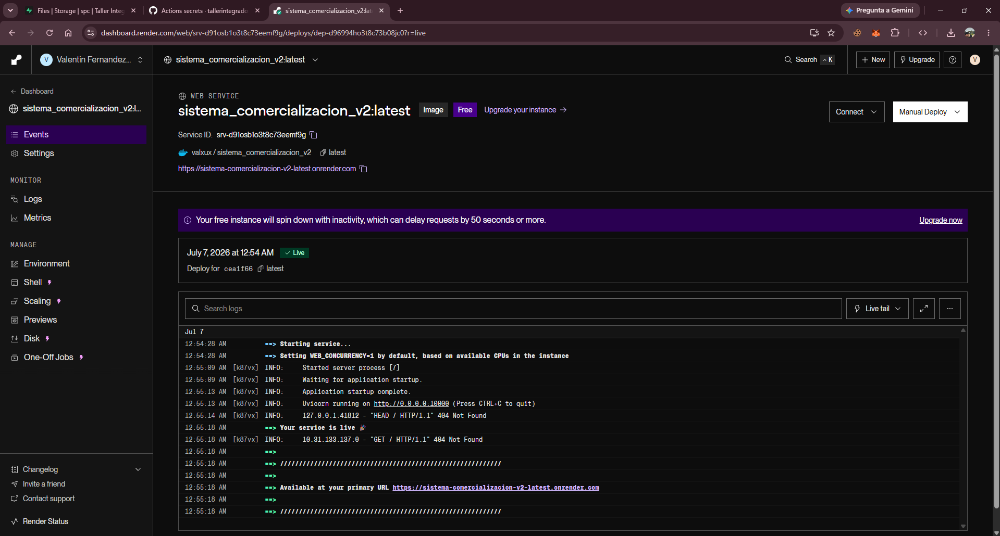 Files | Storage | spc | Taller Integ
Actions secrets · tallerintegrado
sistema_comercializacion_v2:lat
Pregunta a Gemini
dashboard.render.com/web/srv-d91osb1o3t8c73eemf9g/deploys/dep-d96994ho3t8c73b08jc0?r=live
V
Valentin Fernandez...
sistema_comercializacion_v2:latest
Search
K
+ New
Upgrade
V
← Dashboard
sistema_comercializacion_v2:l...
Events
Settings
MONITOR
Logs
Metrics
MANAGE
Environment
Shell
Scaling
Previews
Disk
One-Off Jobs
Changelog
Invite a friend
Contact support
Render Status
WEB SERVICE
sistema_comercializacion_v2:latest
Image
Free
Upgrade your instance →
Connect
Manual Deploy
Service ID: srv-d91osb1o3t8c73eemf9g
valxux / sistema_comercializacion_v2 latest
https://sistema-comercializacion-v2-latest.onrender.com
Your free instance will spin down with inactivity, which can delay requests by 50 seconds or more.
Upgrade now
July 7, 2026 at 12:54 AM
Live
Deploy for cea1f66 latest
Search logs
Live tail
...
Jul 7
12:54:28 AM ==> Starting service...
12:54:28 AM ==> Setting WEB_CONCURRENCY=1 by default, based on available CPUs in the instance
12:55:09 AM [k87vx] INFO: Started server process [7]
12:55:09 AM [k87vx] INFO: Waiting for application startup.
12:55:13 AM [k87vx] INFO: Application startup complete.
12:55:13 AM [k87vx] INFO: Uvicorn running on http://0.0.0.0:10000 (Press CTRL+C to quit)
12:55:14 AM [k87vx] INFO: 127.0.0.1:41812 - "HEAD / HTTP/1.1" 404 Not Found
12:55:18 AM ==> Your service is live 🎉
12:55:18 AM [k87vx] INFO: 10.31.133.137:0 - "GET / HTTP/1.1" 404 Not Found
12:55:18 AM ==>
12:55:18 AM ==> ///////////////////////////////////////////////////////////
12:55:18 AM ==>
12:55:18 AM ==> Available at your primary URL https://sistema-comercializacion-v2-latest.onrender.com
12:55:18 AM ==>
12:55:18 AM ==> ///////////////////////////////////////////////////////////